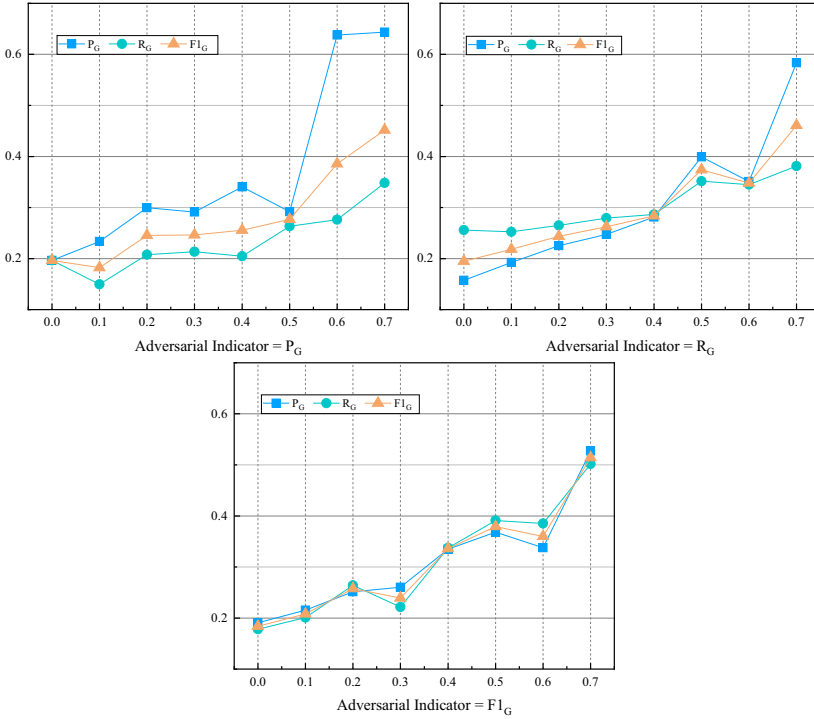 0.6
0.4
0.2
P_G R_G F1_G
0.0 0.1 0.2 0.3 0.4 0.5 0.6 0.7
Adversarial Indicator = P_G
0.6
0.4
0.2
P_G R_G F1_G
0.0 0.1 0.2 0.3 0.4 0.5 0.6 0.7
Adversarial Indicator = R_G
0.6
0.4
0.2
P_G R_G F1_G
0.0 0.1 0.2 0.3 0.4 0.5 0.6 0.7
Adversarial Indicator = F1_G